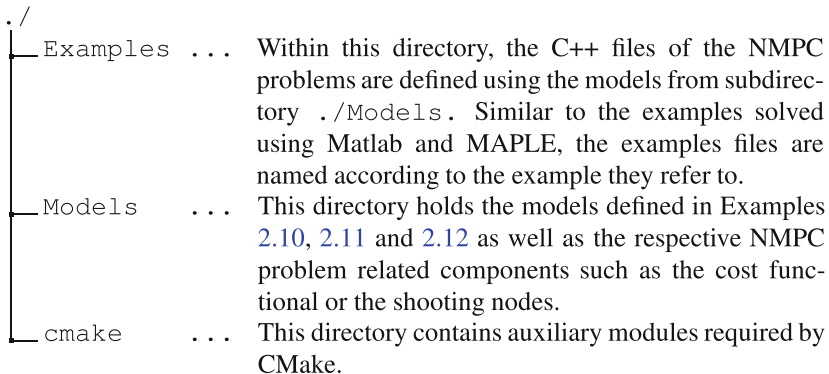 ./
Examples ... Within this directory, the C++ files of the NMPC
problems are defined using the models from subdirec-
tory ./Models. Similar to the examples solved
using Matlab and MAPLE, the examples files are
named according to the example they refer to.
Models ... This directory holds the models defined in Examples
2.10, 2.11 and 2.12 as well as the respective NMPC
problem related components such as the cost func-
tional or the shooting nodes.
cmake ... This directory contains auxiliary modules required by
CMake.